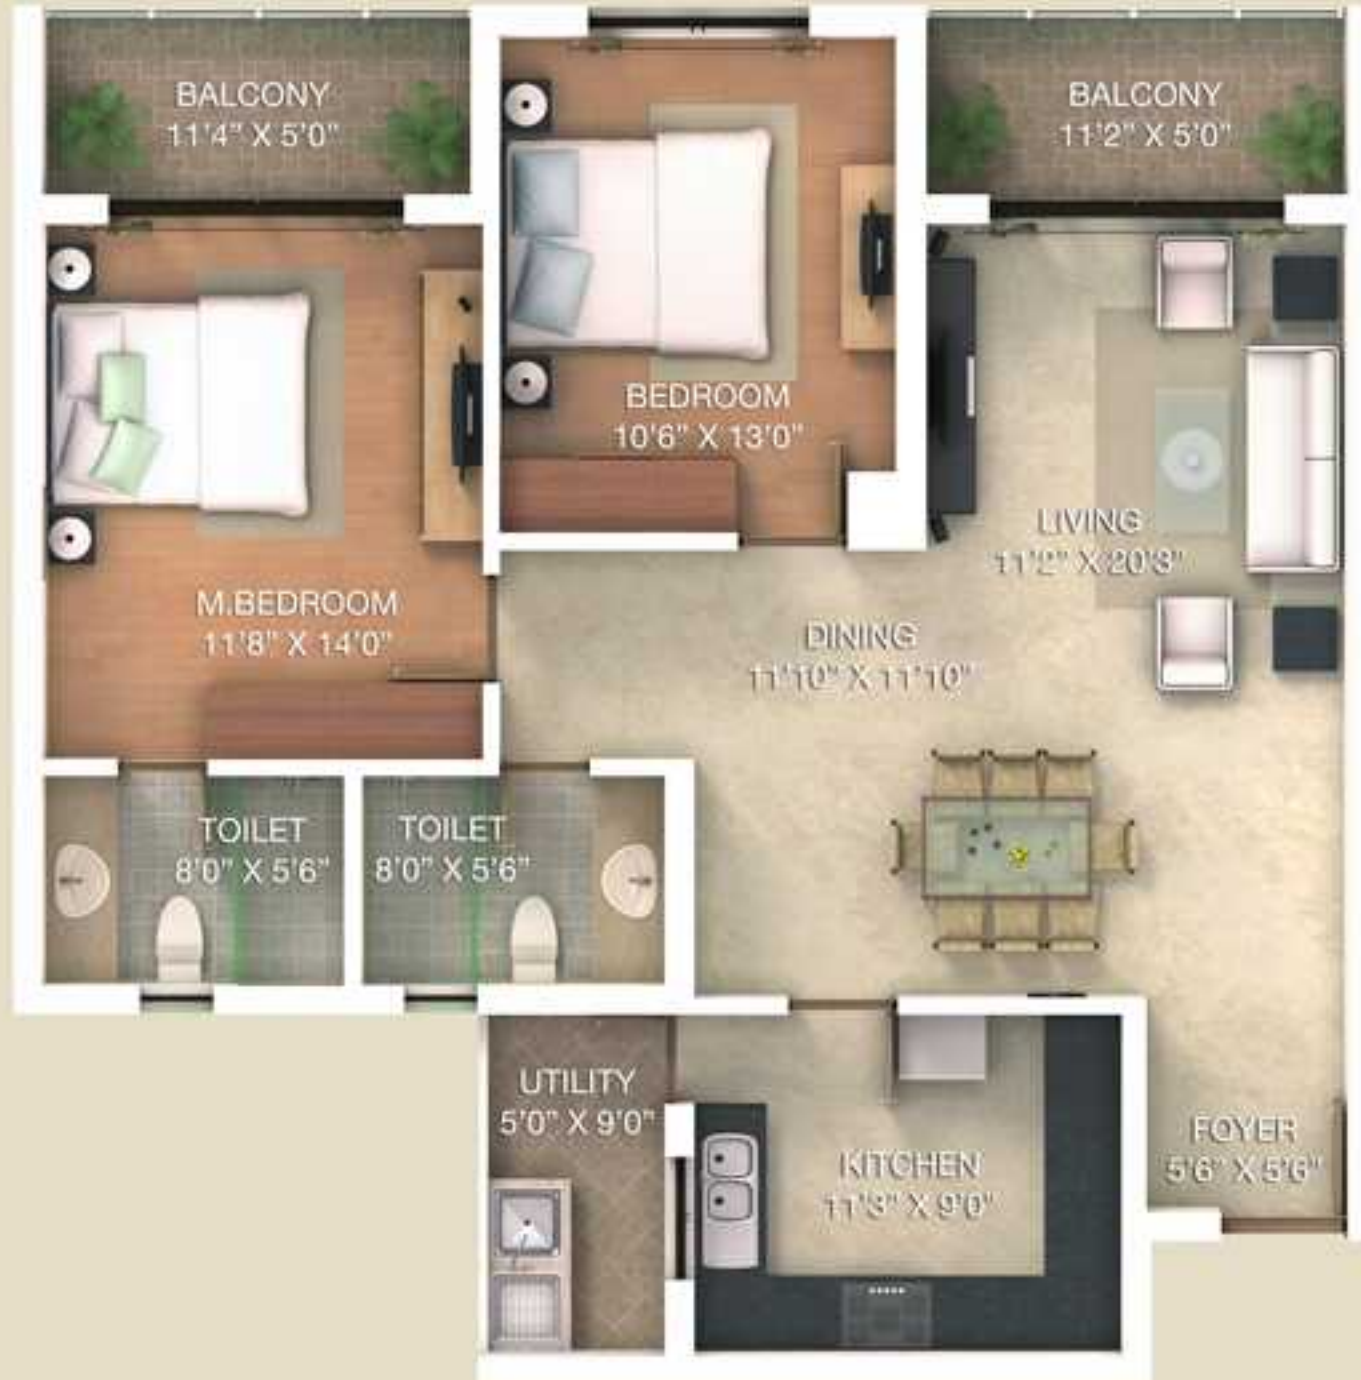 BALCONY
11'4" X 5'0"
BALCONY
11'2" X 5'0"
BEDROOM
10'6" X 13'0"
LIVING
11'2" X 20'3"
M.BEDROOM
11'8" X 14'0"
DINING
11'10" X 11'10"
TOILET
8'0" X 5'6"
TOILET
8'0" X 5'6"
UTILITY
5'0" X 9'0"
KITCHEN
11'3" X 9'0"
FOYER
5'6" X 5'6"